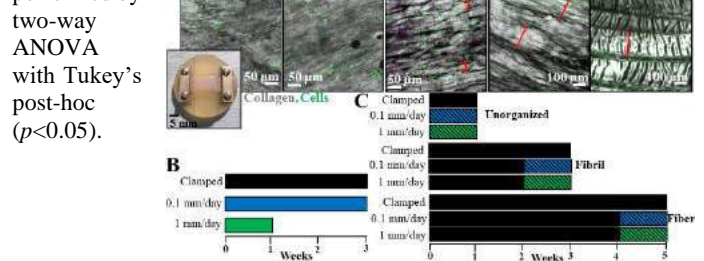 performed by
two-way
ANOVA
with Tukey's
post-hoc
(p<0.05).
50 µm
50 µm
50 µm
100 µm
400 µm
5 mm
Collagen, Cells
B
Clamped
0.1 mm/day
1 mm/day
0 1 2 3
Weeks
C
Clamped
0.1 mm/day
1 mm/day
Unorganized
Clamped
0.1 mm/day
1 mm/day
Fibril
Clamped
0.1 mm/day
1 mm/day
Fiber
0 1 2 3 4 5
Weeks